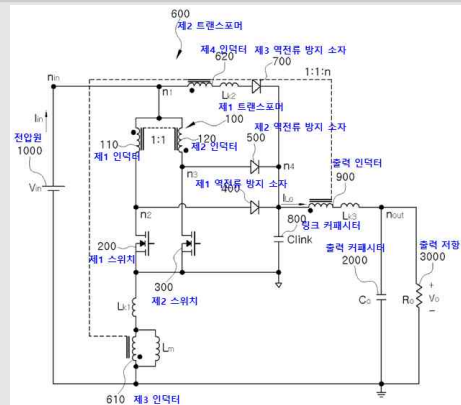 600
제2 트랜스포머
제4 인덕터
제3 역전류 방지 소자
620
700
nin
n1
1:1:n
Lk2
제1 트랜스포머
Iin
100
제2 역전류 방지 소자
전압원
110
1:1
120
500
1000
제1 인덕터
제2 인덕터
n4
출력 인덕터
Vin
n3
제1 역전류 방지 소자
900
400
ILo
n2
nout
800
Lk3
링크 커패시터
출력 저항
200
Clink
출력 커패시터
3000
제1 스위치
300
2000
제2 스위치
Co
Ro
+
Vo
−
Lk1
Lm
610
제3 인덕터